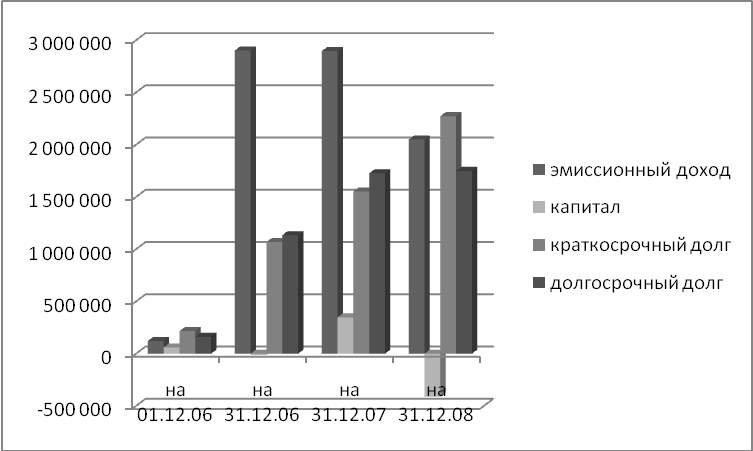 3 000 000
2 500 000
2 000 000
1 500 000
1 000 000
500 000
0
-500 000
на на на на
01.12.06 31.12.06 31.12.07 31.12.08
эмиссионный доход
капитал
краткосрочный долг
долгосрочный долг